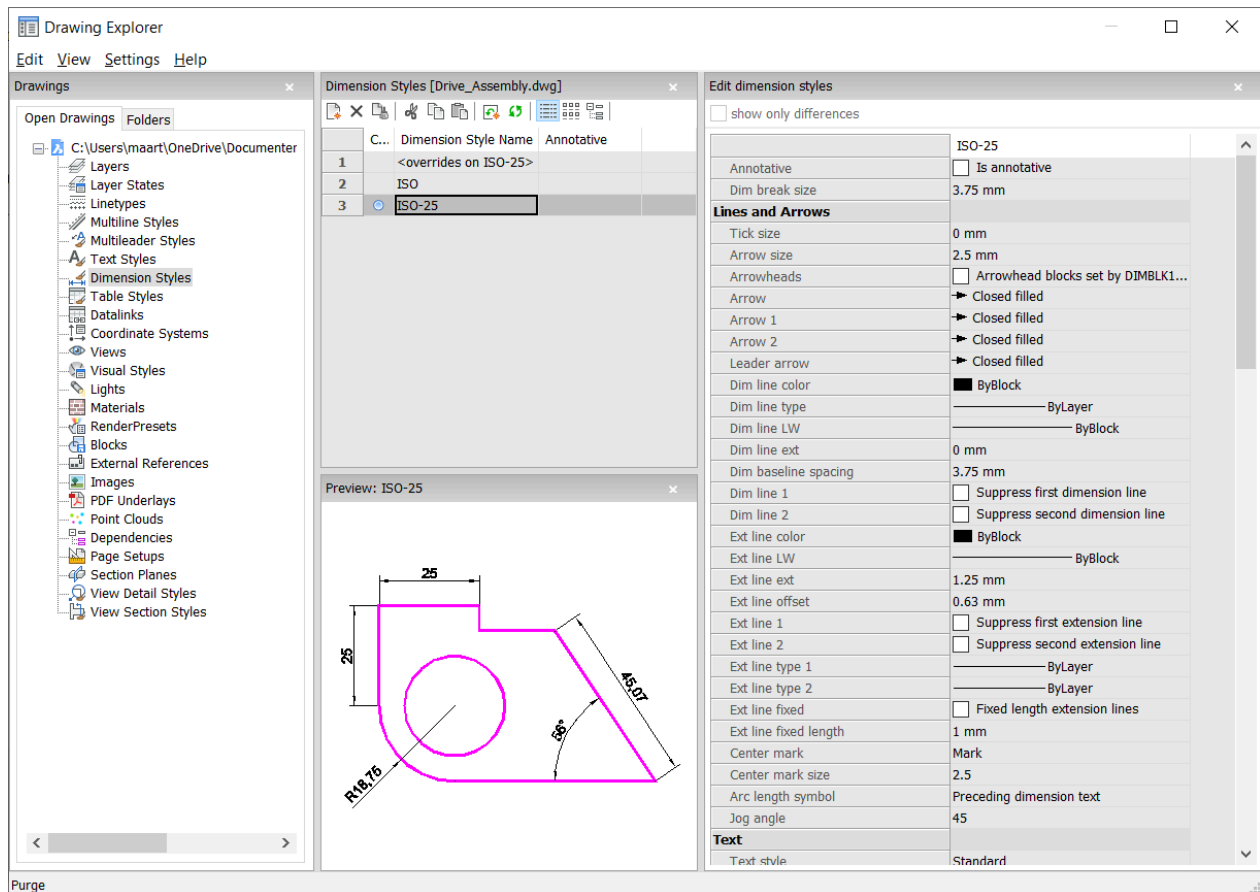 Drawing Explorer
Edit View Settings Help
Drawings
Open Drawings Folders
C:\Users\maart\OneDrive\Documenter
Layers
Layer States
Linetypes
Multiline Styles
Multileader Styles
Text Styles
Dimension Styles
Table Styles
Datalinks
Coordinate Systems
Views
Visual Styles
Lights
Materials
RenderPresets
Blocks
External References
Images
PDF Underlays
Point Clouds
Dependencies
Page Setups
Section Planes
View Detail Styles
View Section Styles
Dimension Styles [Drive_Assembly.dwg]
C... Dimension Style Name Annotative
1 <overrides on ISO-25>
2 ISO
3 ISO-25
Preview: ISO-25
25
25
45,07
56°
R18,75
Edit dimension styles
show only differences
ISO-25
Annotative Is annotative
Dim break size 3.75 mm
Lines and Arrows
Tick size 0 mm
Arrow size 2.5 mm
Arrowheads Arrowhead blocks set by DIMBLK1...
Arrow Closed filled
Arrow 1 Closed filled
Arrow 2 Closed filled
Leader arrow Closed filled
Dim line color ByBlock
Dim line type ByLayer
Dim line LW ByBlock
Dim line ext 0 mm
Dim baseline spacing 3.75 mm
Dim line 1 Suppress first dimension line
Dim line 2 Suppress second dimension line
Ext line color ByBlock
Ext line LW ByBlock
Ext line ext 1.25 mm
Ext line offset 0.63 mm
Ext line 1 Suppress first extension line
Ext line 2 Suppress second extension line
Ext line type 1 ByLayer
Ext line type 2 ByLayer
Ext line fixed Fixed length extension lines
Ext line fixed length 1 mm
Center mark Mark
Center mark size 2.5
Arc length symbol Preceding dimension text
Jog angle 45
Text
Text style Standard
Purge